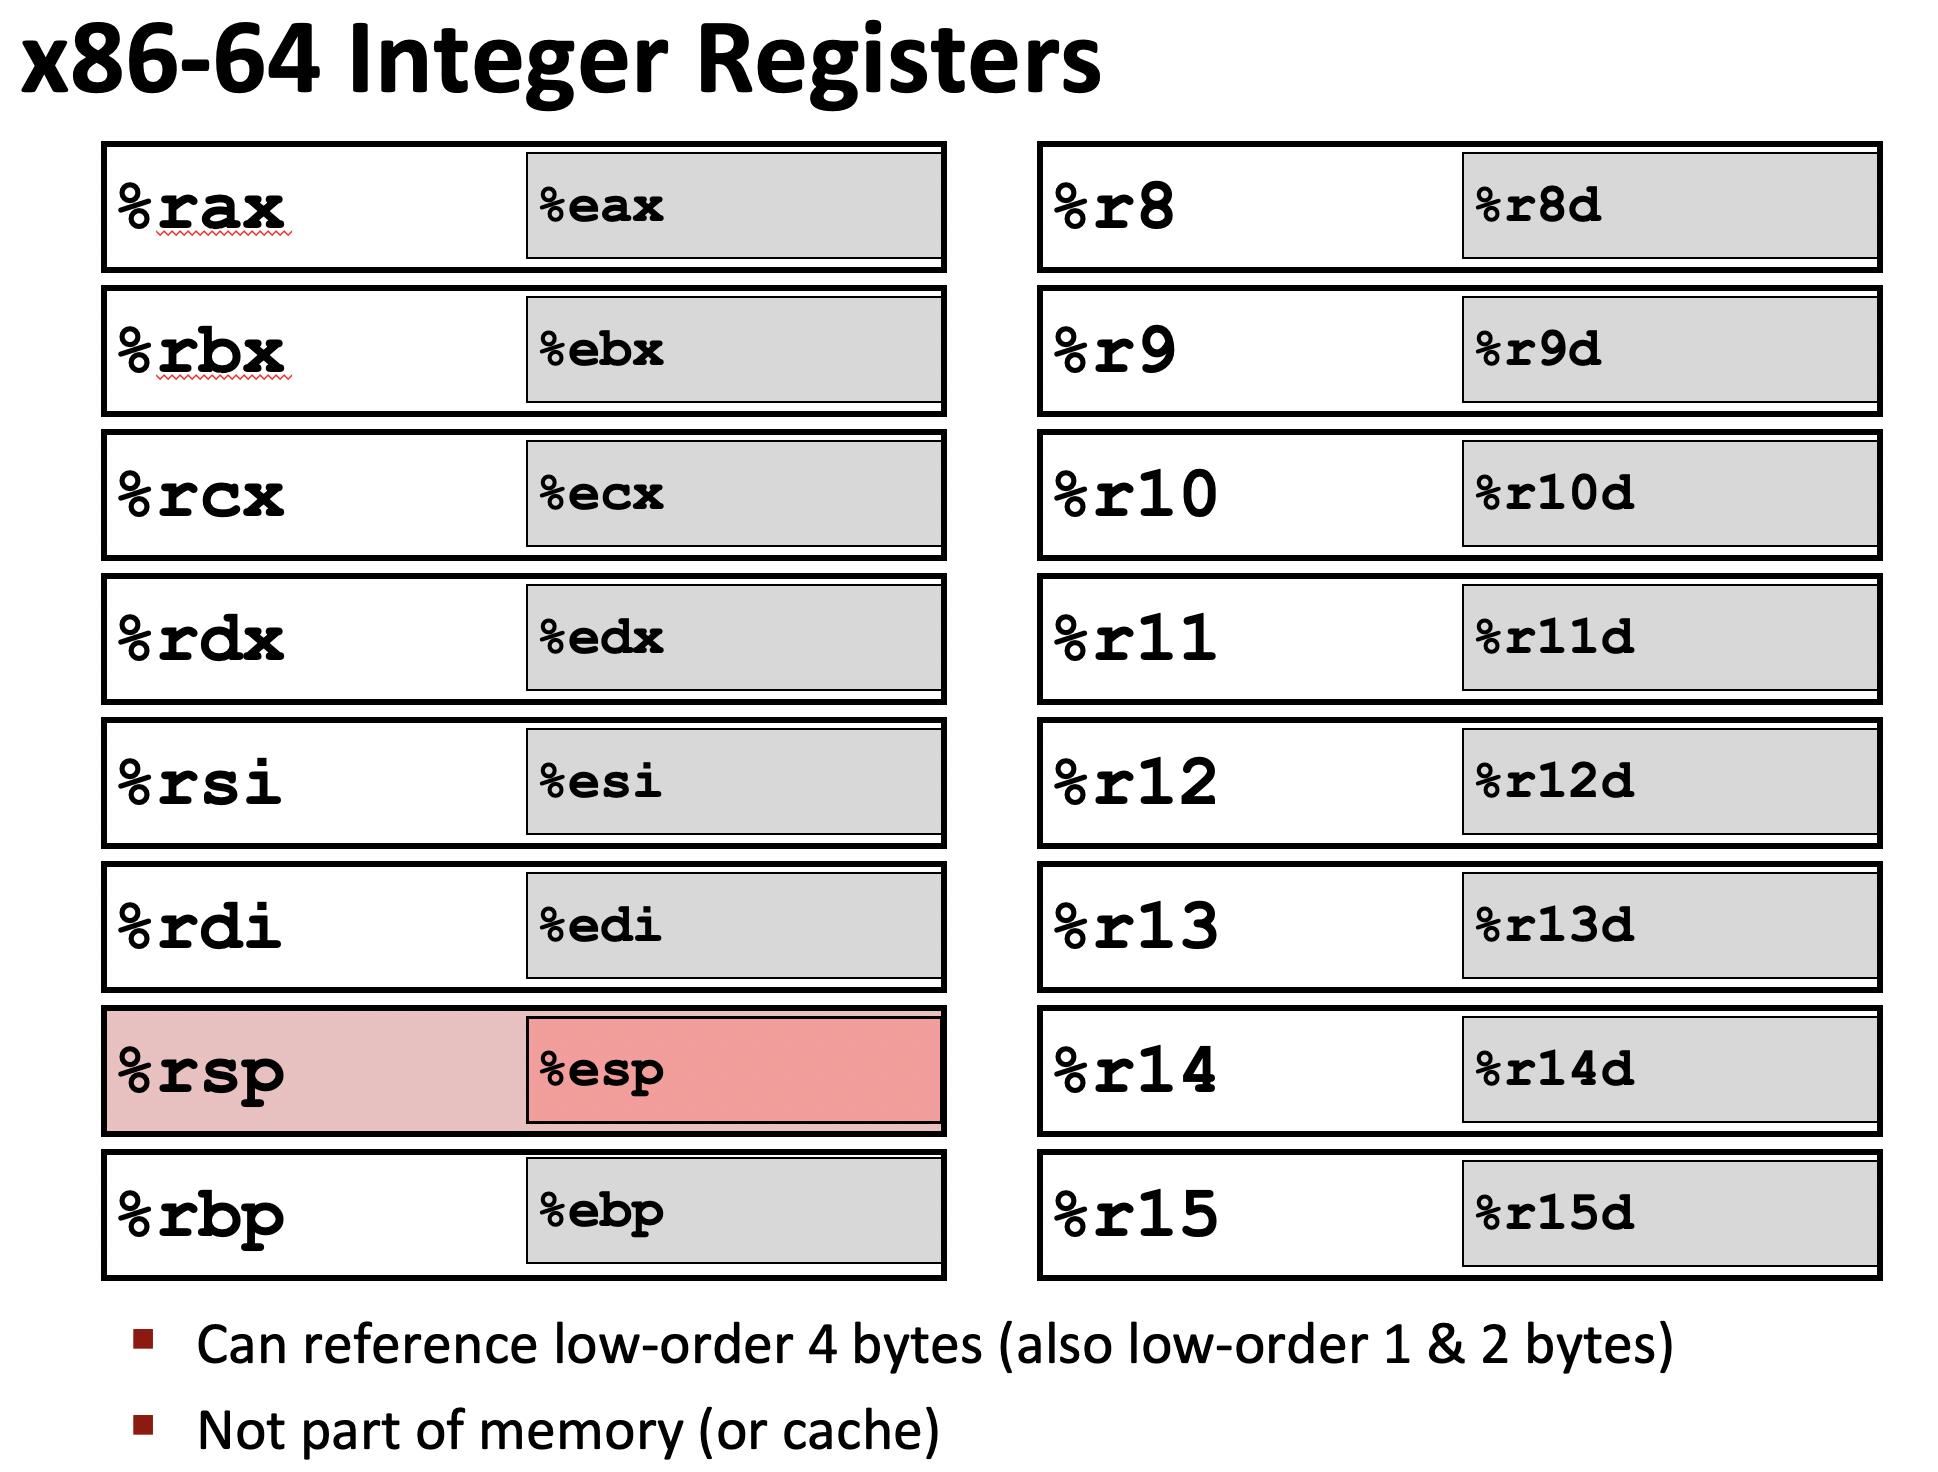 x86-64 Integer Registers
%rax %eax
%rbx %ebx
%rcx %ecx
%rdx %edx
%rsi %esi
%rdi %edi
%rsp %esp
%rbp %ebp
%r8 %r8d
%r9 %r9d
%r10 %r10d
%r11 %r11d
%r12 %r12d
%r13 %r13d
%r14 %r14d
%r15 %r15d
▪ Can reference low-order 4 bytes (also low-order 1 & 2 bytes)
▪ Not part of memory (or cache)